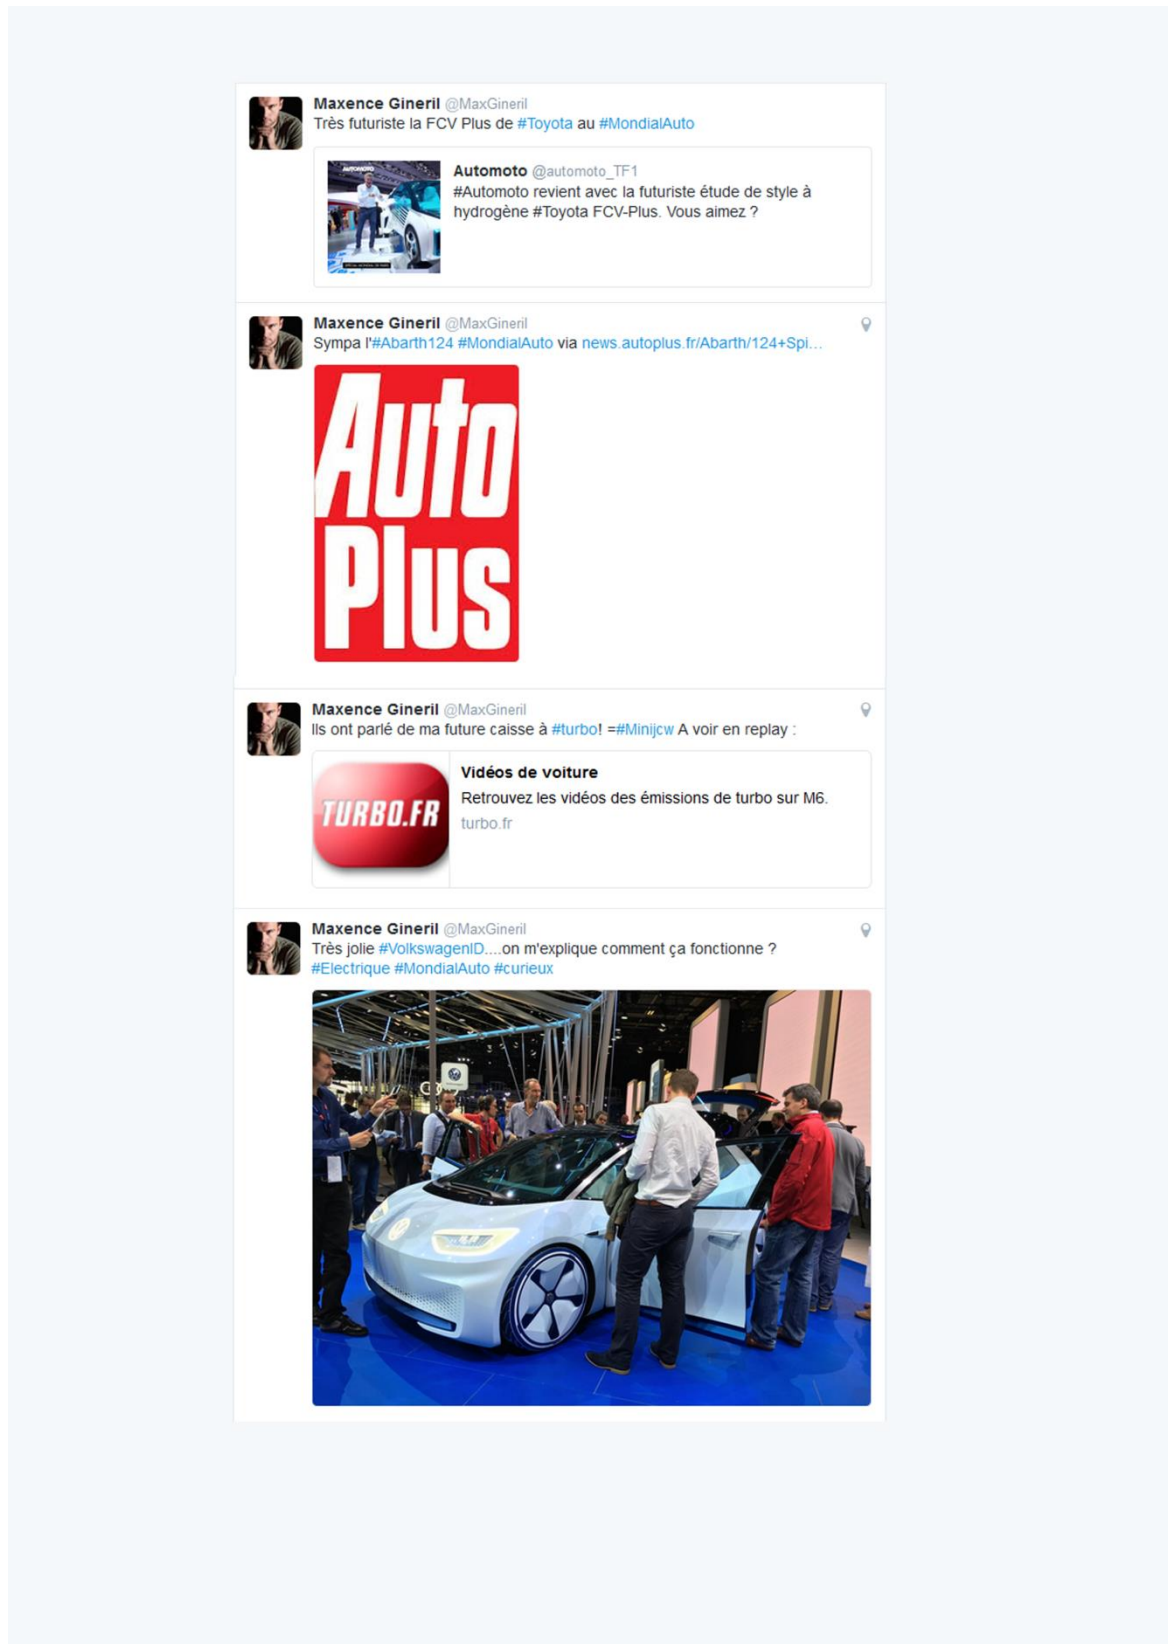 Maxence Gineril @MaxGineril
Très futuriste la FCV Plus de #Toyota au #MondialAuto
AUTOMOTO
Automoto @automoto_TF1
#Automoto revient avec la futuriste étude de style à
hydrogène #Toyota FCV-Plus. Vous aimez ?
Maxence Gineril @MaxGineril
Sympa l'#Abarth124 #MondialAuto via news.autoplus.fr/Abarth/124+Spi...
Auto
Plus
Maxence Gineril @MaxGineril
Ils ont parlé de ma future caisse à #turbo! =#Minijcw A voir en replay :
TURBO.FR
Vidéos de voiture
Retrouvez les vidéos des émissions de turbo sur M6.
turbo.fr
Maxence Gineril @MaxGineril
Très jolie #VolkswagenID....on m'explique comment ça fonctionne ?
#Electrique #MondialAuto #curieux